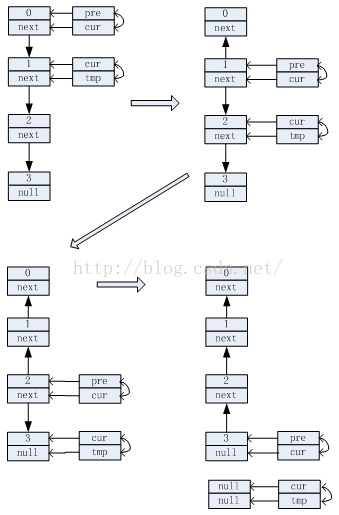 0 pre
next cur
1 cur
next tmp
2
next
3
null
0
next
1 pre
next cur
2 cur
next tmp
3
null
http://blog.csdn.net/
0
next
1
next
2 pre
next cur
3 cur
null tmp
0
next
1
next
2
next
3 pre
null cur
null cur
null tmp